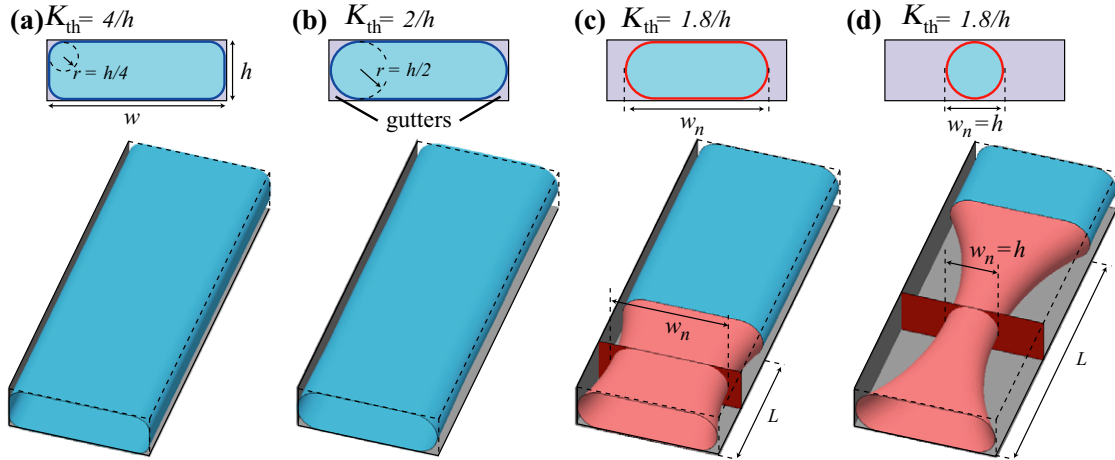 (a) K_th = 4/h
(b) K_th = 2/h
(c) K_th = 1.8/h
(d) K_th = 1.8/h
r = h/4
h
w
r = h/2
gutters
w_n
w_n = h
w_n
L
w_n = h
L